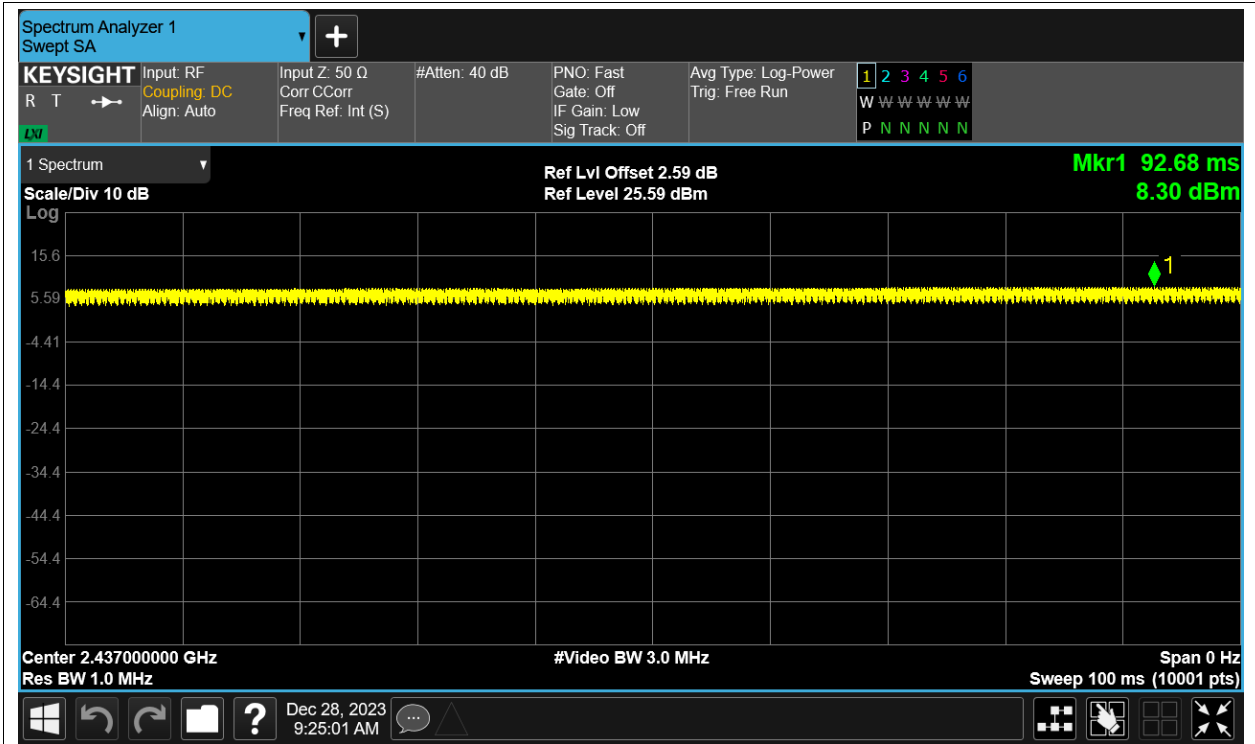 Spectrum Analyzer 1
Swept SA
KEYSIGHT
R T
LXI
Input: RF
Coupling: DC
Align: Auto
Input Z: 50 Ω
Corr CCorr
Freq Ref: Int (S)
#Atten: 40 dB
PNO: Fast
Gate: Off
IF Gain: Low
Sig Track: Off
Avg Type: Log-Power
Trig: Free Run
1 2 3 4 5 6
W W W W W W
P N N N N N
1 Spectrum
Scale/Div 10 dB
Log
Ref Lvl Offset 2.59 dB
Ref Level 25.59 dBm
Mkr1 92.68 ms
8.30 dBm
1
15.6
5.59
-4.41
-14.4
-24.4
-34.4
-44.4
-54.4
-64.4
Center 2.437000000 GHz
Res BW 1.0 MHz
#Video BW 3.0 MHz
Span 0 Hz
Sweep 100 ms (10001 pts)
?
Dec 28, 2023
9:25:01 AM